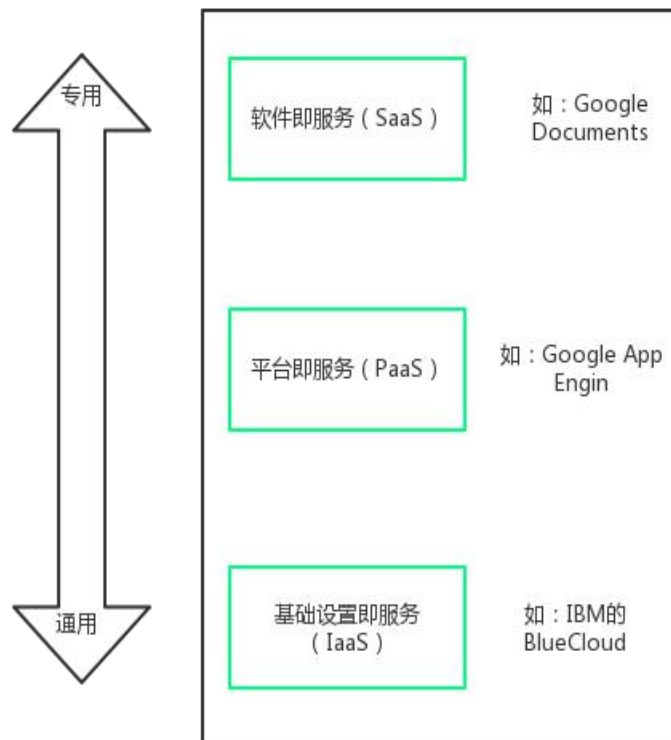 专用
软件即服务（SaaS）
如：Google
Documents
平台即服务（PaaS）
如：Google App
Engin
通用
基础设置即服务
（IaaS）
如：IBM的
BlueCloud